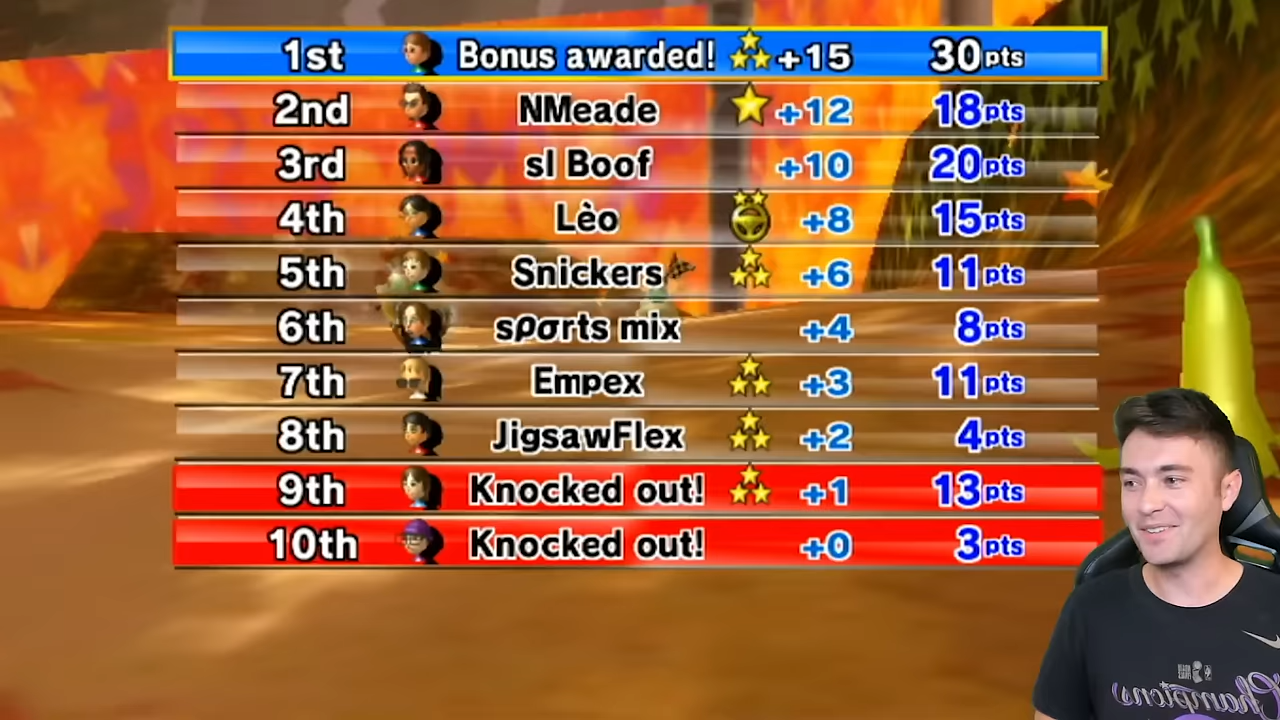 1st Bonus awarded! +15 30pts
2nd NMeade +12 18pts
3rd sl Boof +10 20pts
4th Lèo +8 15pts
5th Snickers +6 11pts
6th sρσrts mix +4 8pts
7th Empex +3 11pts
8th JigsawFlex +2 4pts
9th Knocked out! +1 13pts
10th Knocked out! +0 3pts
Champions